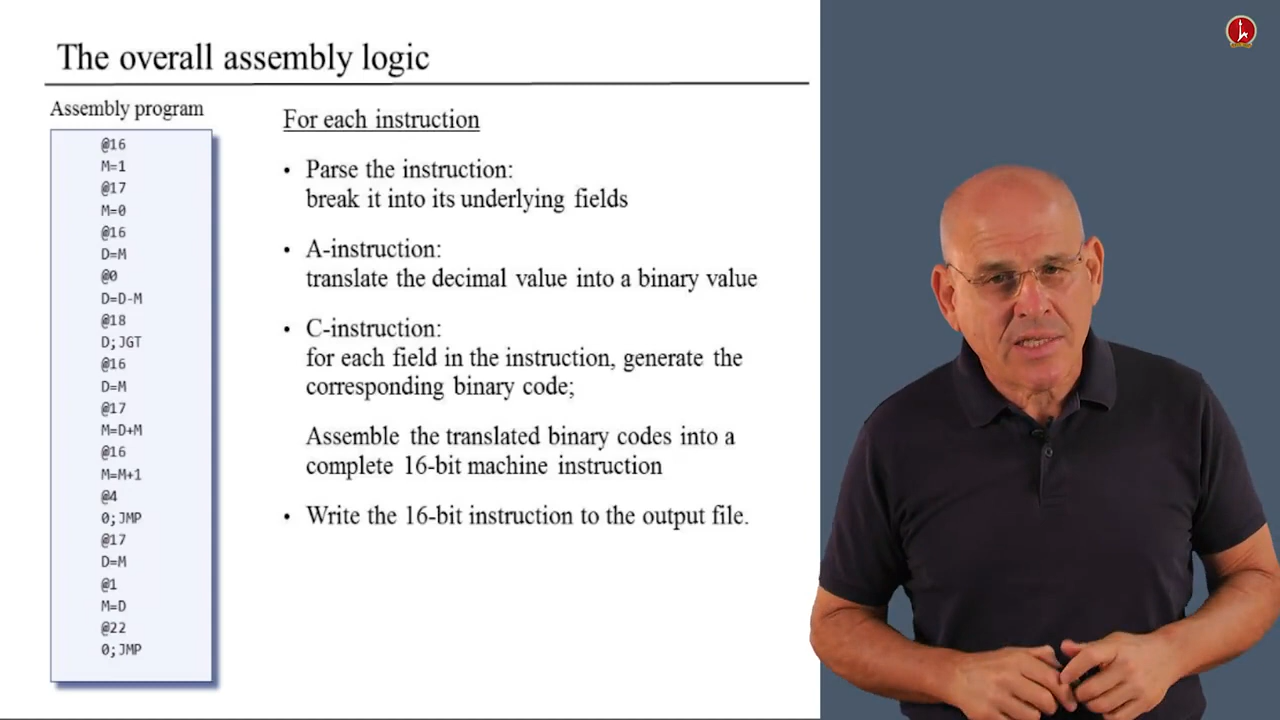 The overall assembly logic
Assembly program
@16
M=1
@17
M=0
@16
D=M
@0
D=D-M
@18
D;JGT
@16
D=M
@17
M=D+M
@16
M=M+1
@4
0;JMP
@17
D=M
@1
M=D
@22
0;JMP
For each instruction
• Parse the instruction:
break it into its underlying fields
• A-instruction:
translate the decimal value into a binary value
• C-instruction:
for each field in the instruction, generate the
corresponding binary code;
Assemble the translated binary codes into a
complete 16-bit machine instruction
• Write the 16-bit instruction to the output file.